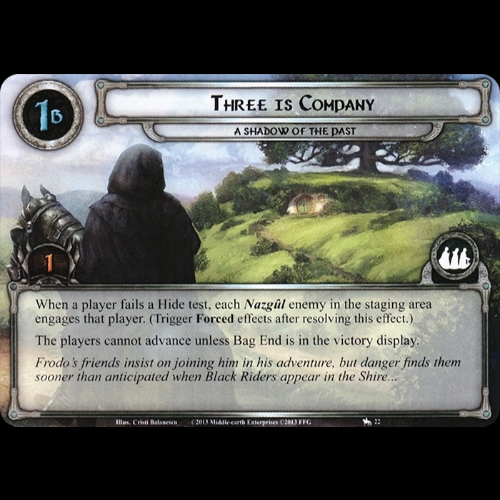 1B
THREE IS COMPANY
A SHADOW OF THE PAST
1
When a player fails a Hide test, each Nazgûl enemy in the staging area
engages that player. (Trigger Forced effects after resolving this effect.)
The players cannot advance unless Bag End is in the victory display.
Frodo's friends insist on joining him in his adventure, but danger finds them
sooner than anticipated when Black Riders appear in the Shire...
Illus. Cristi Balanescu ©2013 Middle-earth Enterprises ©2013 FFG 22